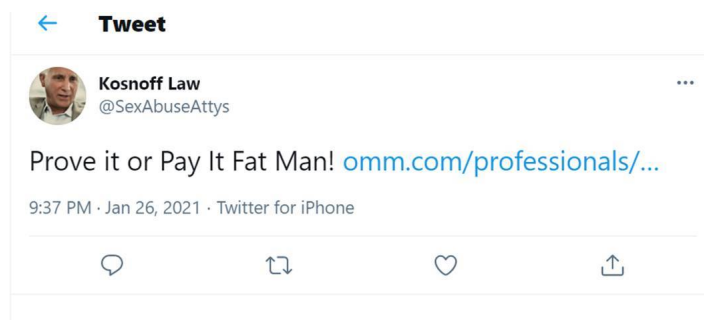 Tweet
Kosnoff Law
@SexAbuseAttys
Prove it or Pay It Fat Man! omm.com/professionals/...
9:37 PM · Jan 26, 2021 · Twitter for iPhone